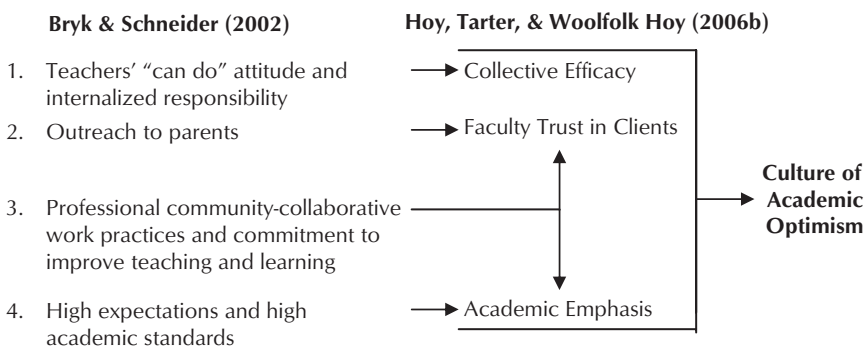 Bryk & Schneider (2002)
Hoy, Tarter, & Woolfolk Hoy (2006b)
1. Teachers’ “can do” attitude and
internalized responsibility
Collective Efficacy
2. Outreach to parents
Faculty Trust in Clients
3. Professional community-collaborative
work practices and commitment to
improve teaching and learning
4. High expectations and high
academic standards
Academic Emphasis
Culture of
Academic
Optimism